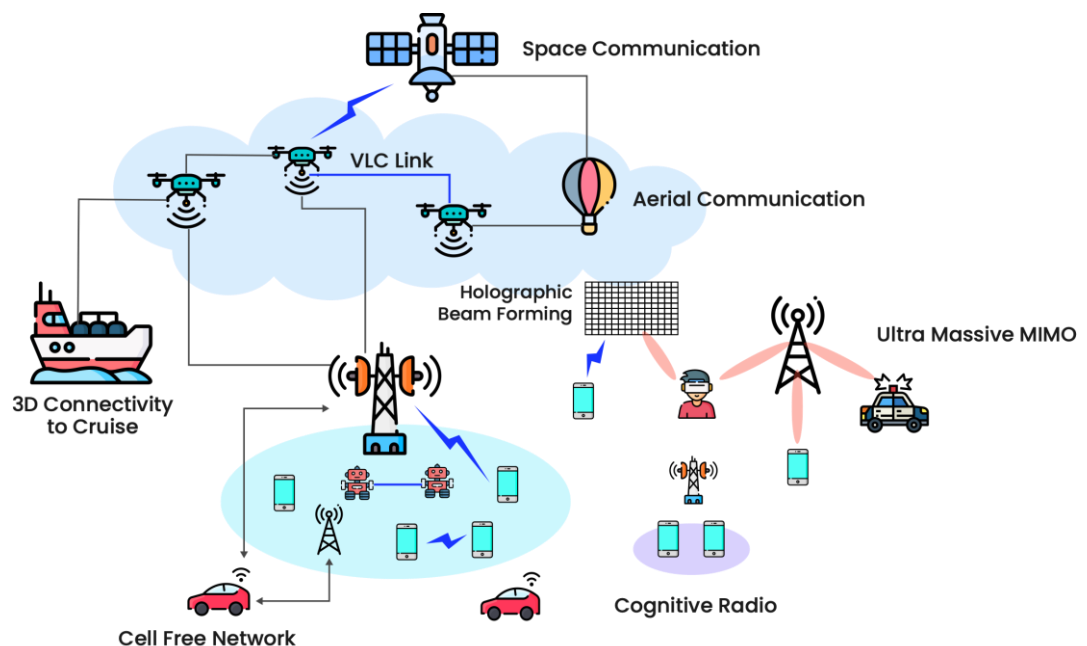 Space Communication
VLC Link
Aerial Communication
Holographic
Beam Forming
Ultra Massive MIMO
3D Connectivity
to Cruise
Cognitive Radio
Cell Free Network